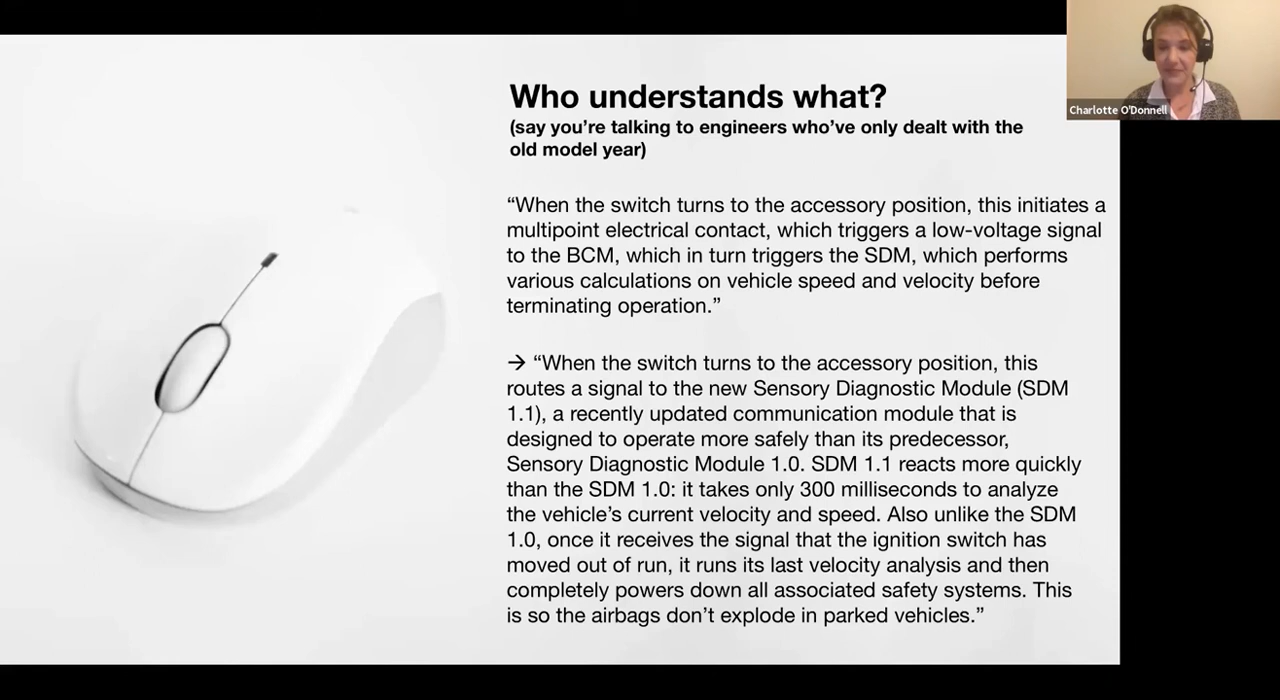 Charlotte O'Donnell
Who understands what?
(say you're talking to engineers who've only dealt with the
old model year)
“When the switch turns to the accessory position, this initiates a
multipoint electrical contact, which triggers a low-voltage signal
to the BCM, which in turn triggers the SDM, which performs
various calculations on vehicle speed and velocity before
terminating operation.”
→ “When the switch turns to the accessory position, this
routes a signal to the new Sensory Diagnostic Module (SDM
1.1), a recently updated communication module that is
designed to operate more safely than its predecessor,
Sensory Diagnostic Module 1.0. SDM 1.1 reacts more quickly
than the SDM 1.0: it takes only 300 milliseconds to analyze
the vehicle's current velocity and speed. Also unlike the SDM
1.0, once it receives the signal that the ignition switch has
moved out of run, it runs its last velocity analysis and then
completely powers down all associated safety systems. This
is so the airbags don't explode in parked vehicles.”